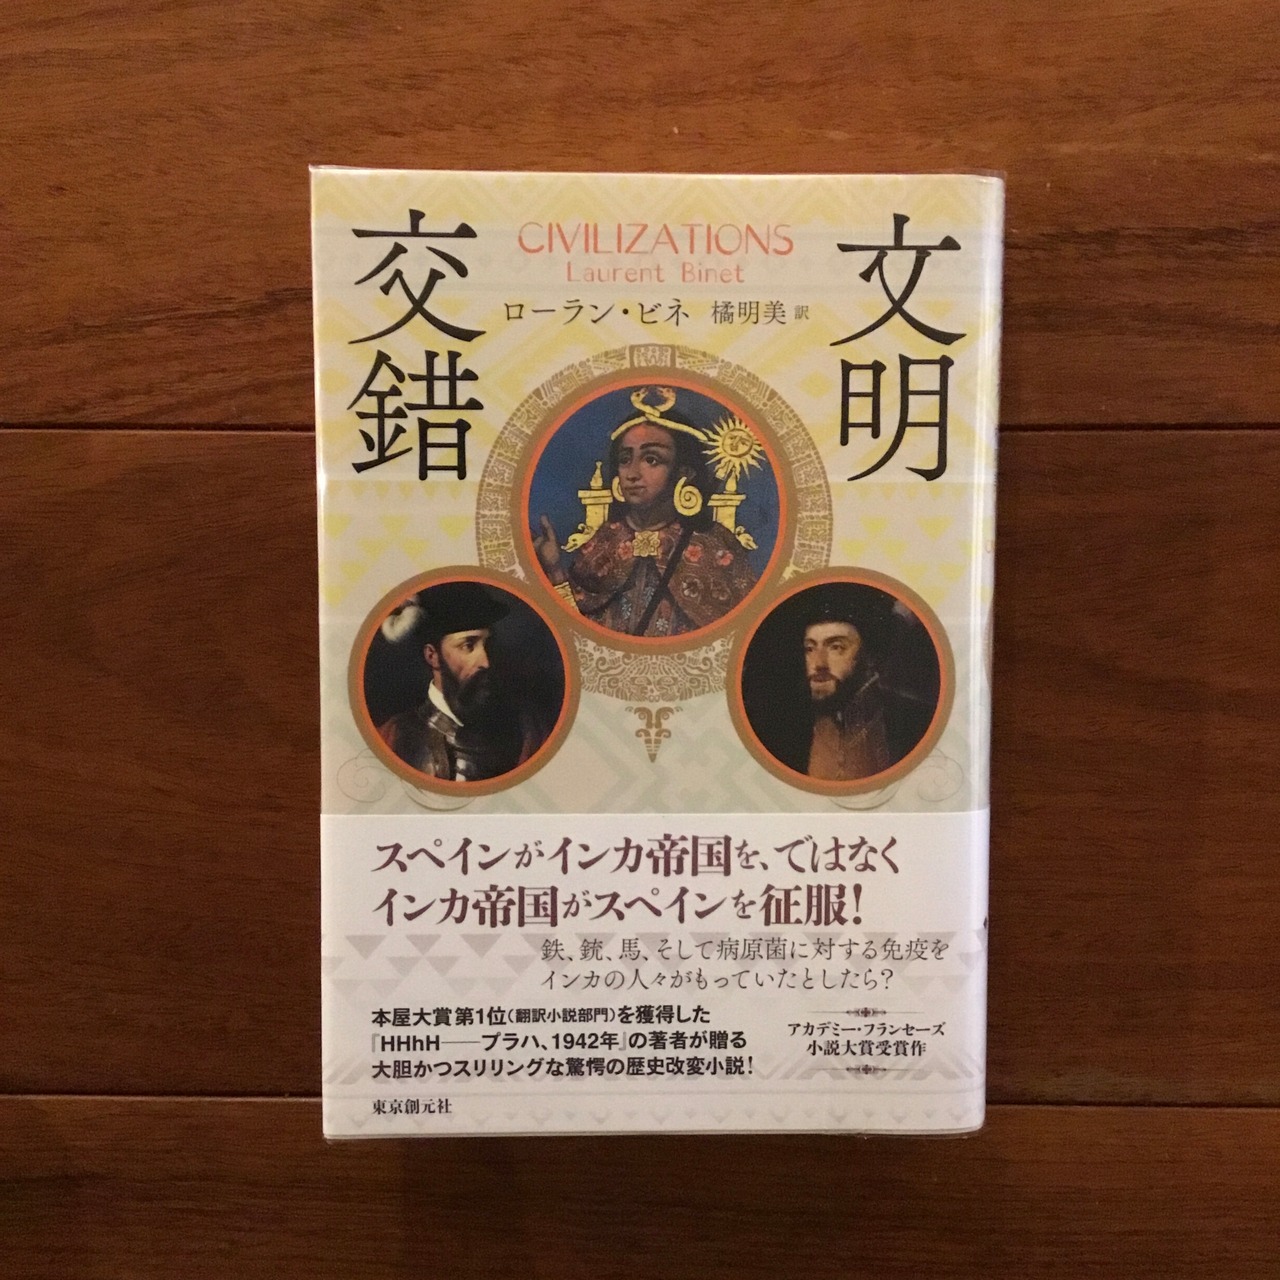 文明
交錯
CIVILIZATIONS
Laurent Binet
ローラン・ビネ 橘明美 訳
スペインがインカ帝国を、ではなく
インカ帝国がスペインを征服!
鉄、銃、馬、そして病原菌に対する免疫を
インカの人々がもっていたとしたら?
本屋大賞第1位(翻訳小説部門)を獲得した
『HHhH──プラハ、1942年』の著者が贈る
大胆かつスリリングな驚愕の歴史改変小説!
アカデミー・フランセーズ
小説大賞受賞作
東京創元社